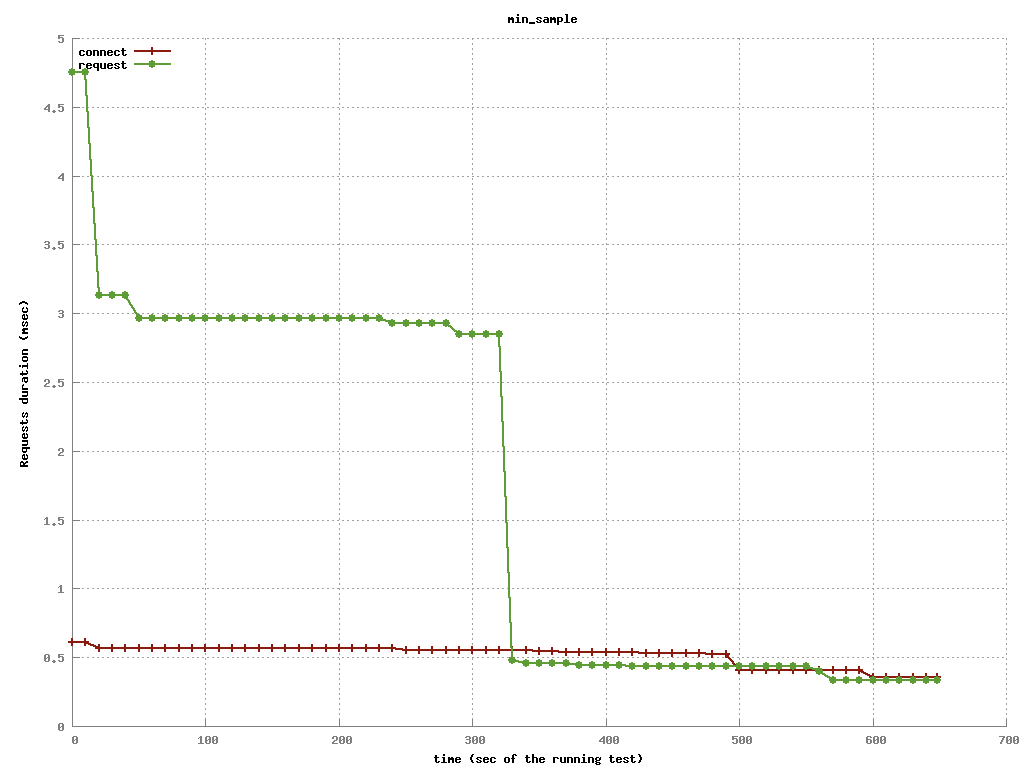 min_sample
connect
request
5
4.5
4
3.5
3
2.5
2
1.5
1
0.5
0
0 100 200 300 400 500 600 700
Requests duration (msec)
time (sec of the running test)